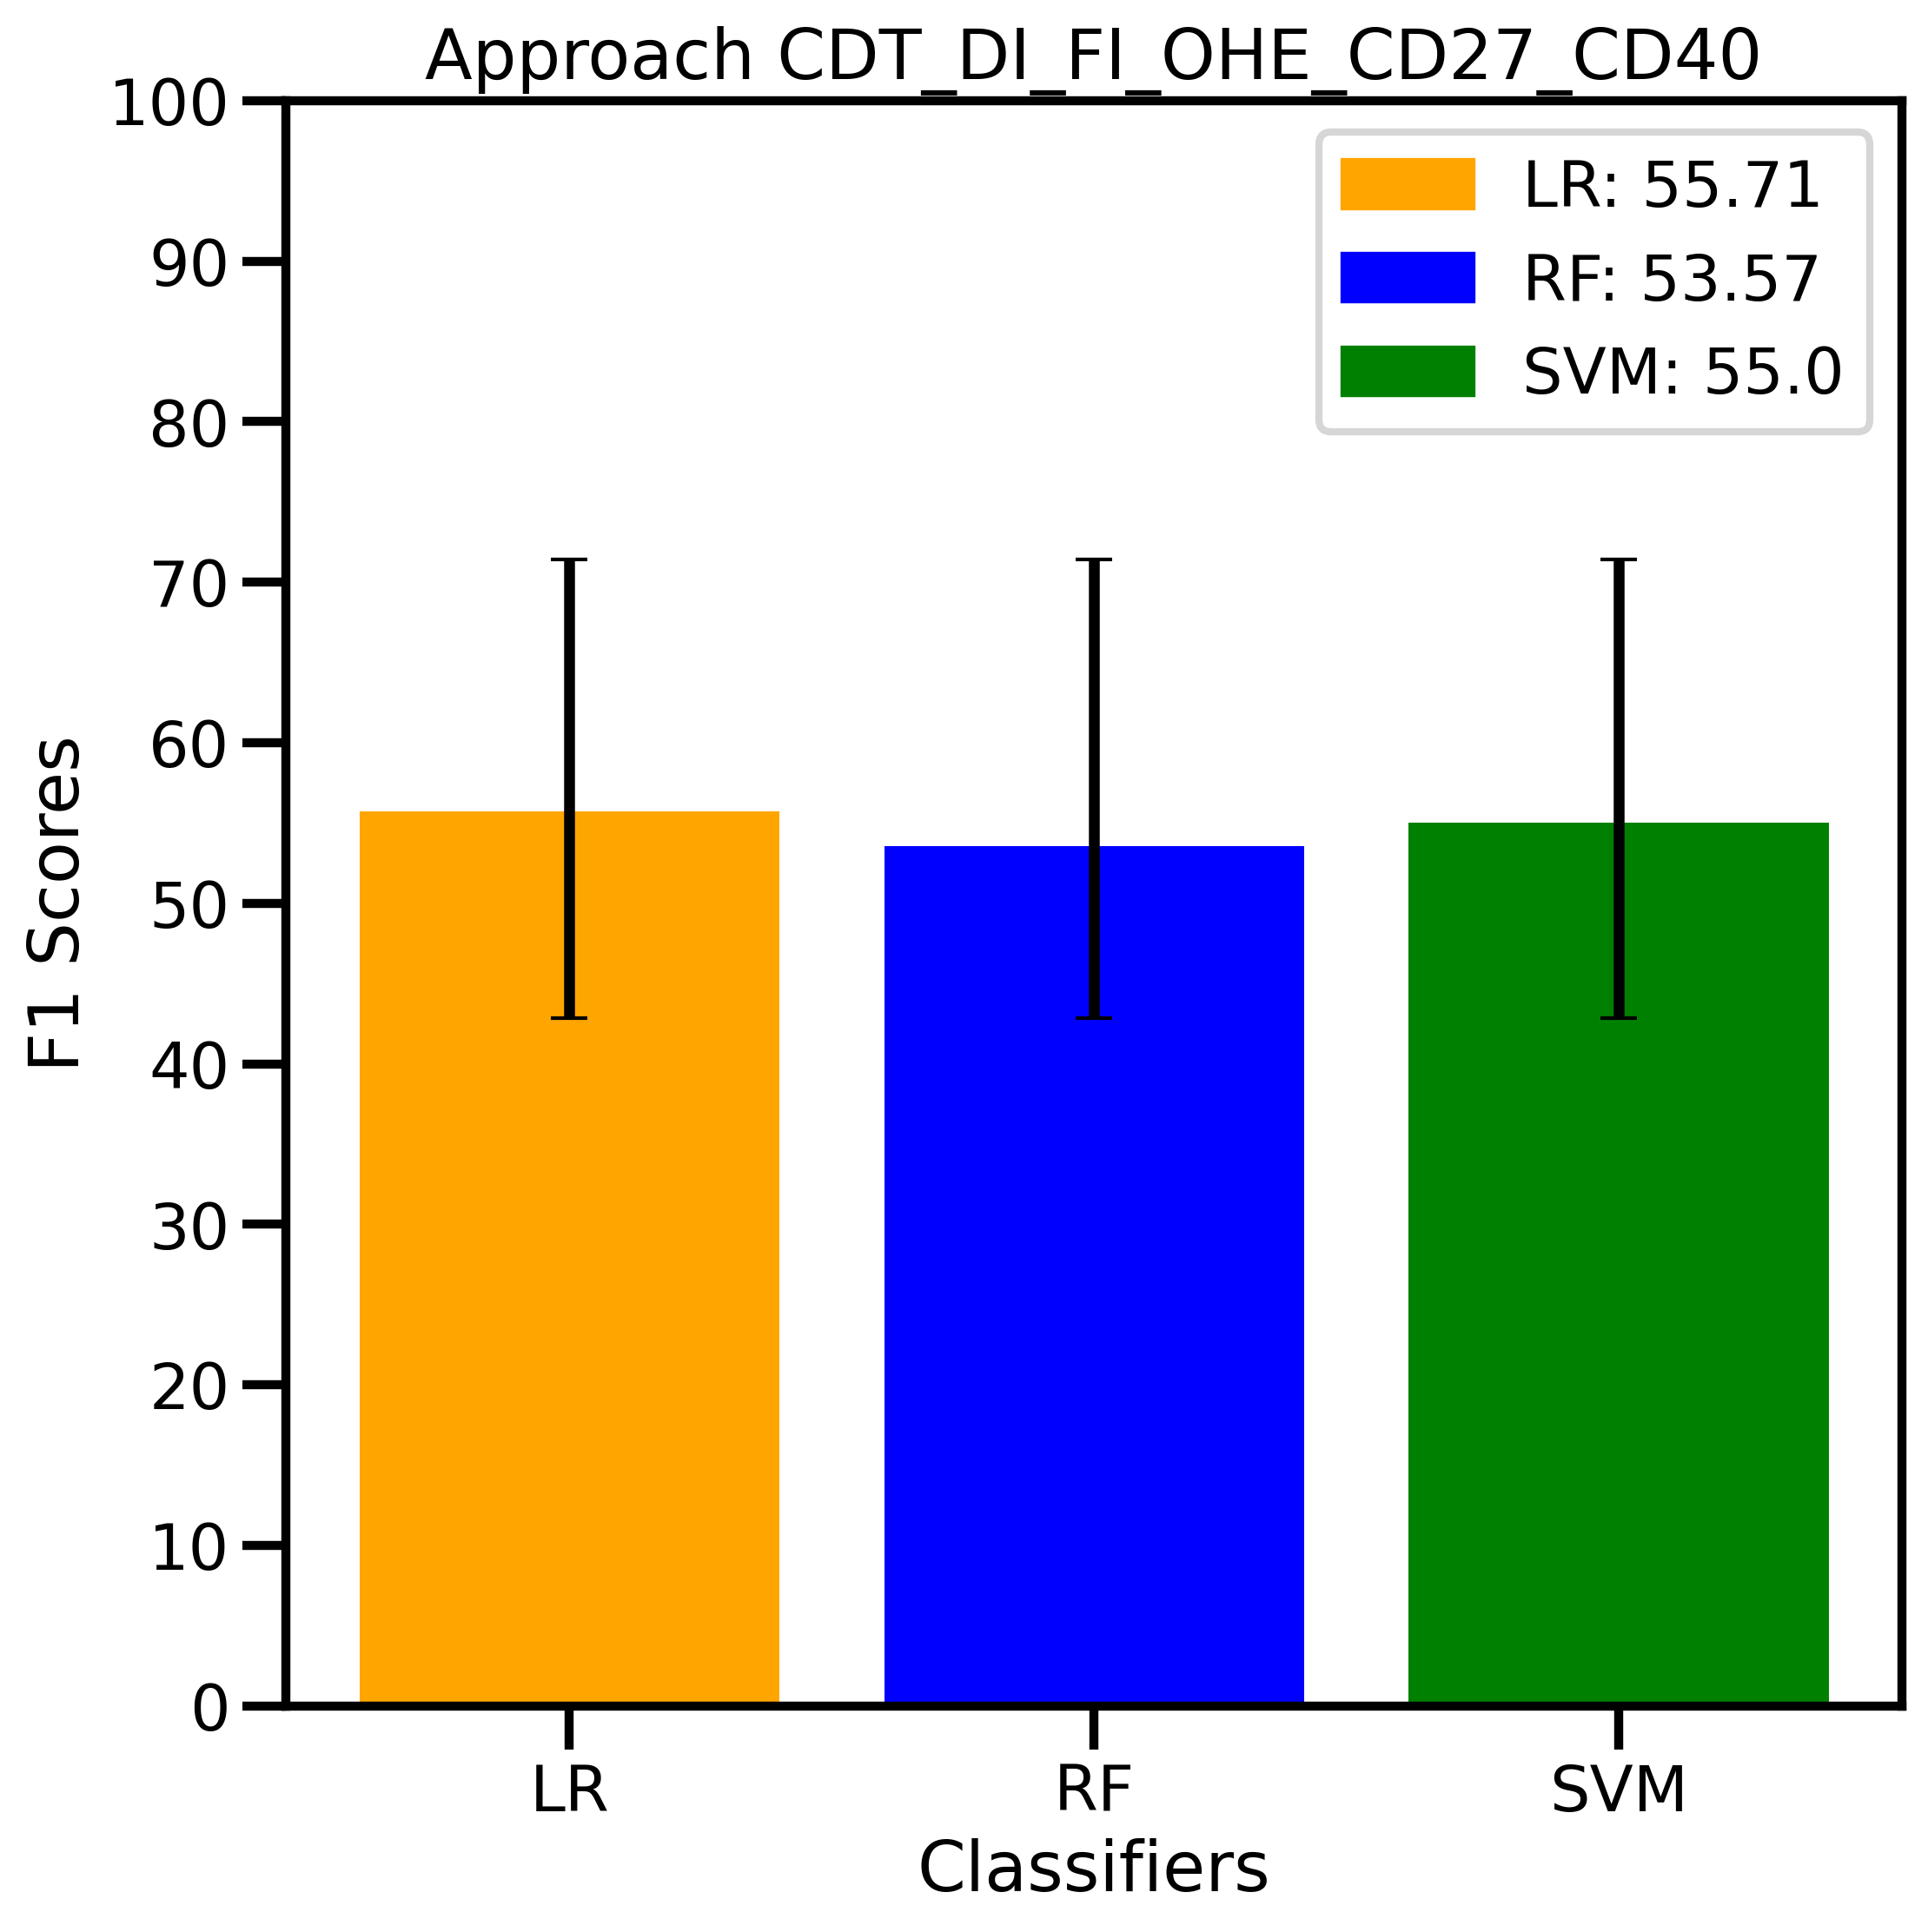 Approach CDT_DI_FI_OHE_CD27_CD40
100
90
80
70
60
50
40
30
20
10
0
F1 Scores
LR: 55.71
RF: 53.57
SVM: 55.0
LR
RF
SVM
Classifiers